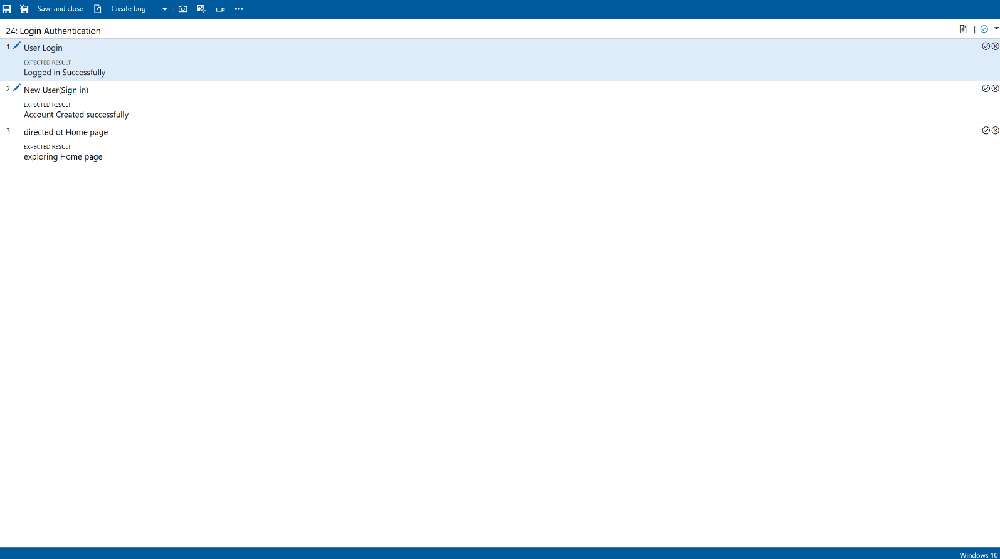 Save and close | Create bug |
24: Login Authentication |
1. User Login
EXPECTED RESULT
Logged in Successfully
2. New User(Sign in)
EXPECTED RESULT
Account Created successfully
3. directed ot Home page
EXPECTED RESULT
exploring Home page
Windows 10